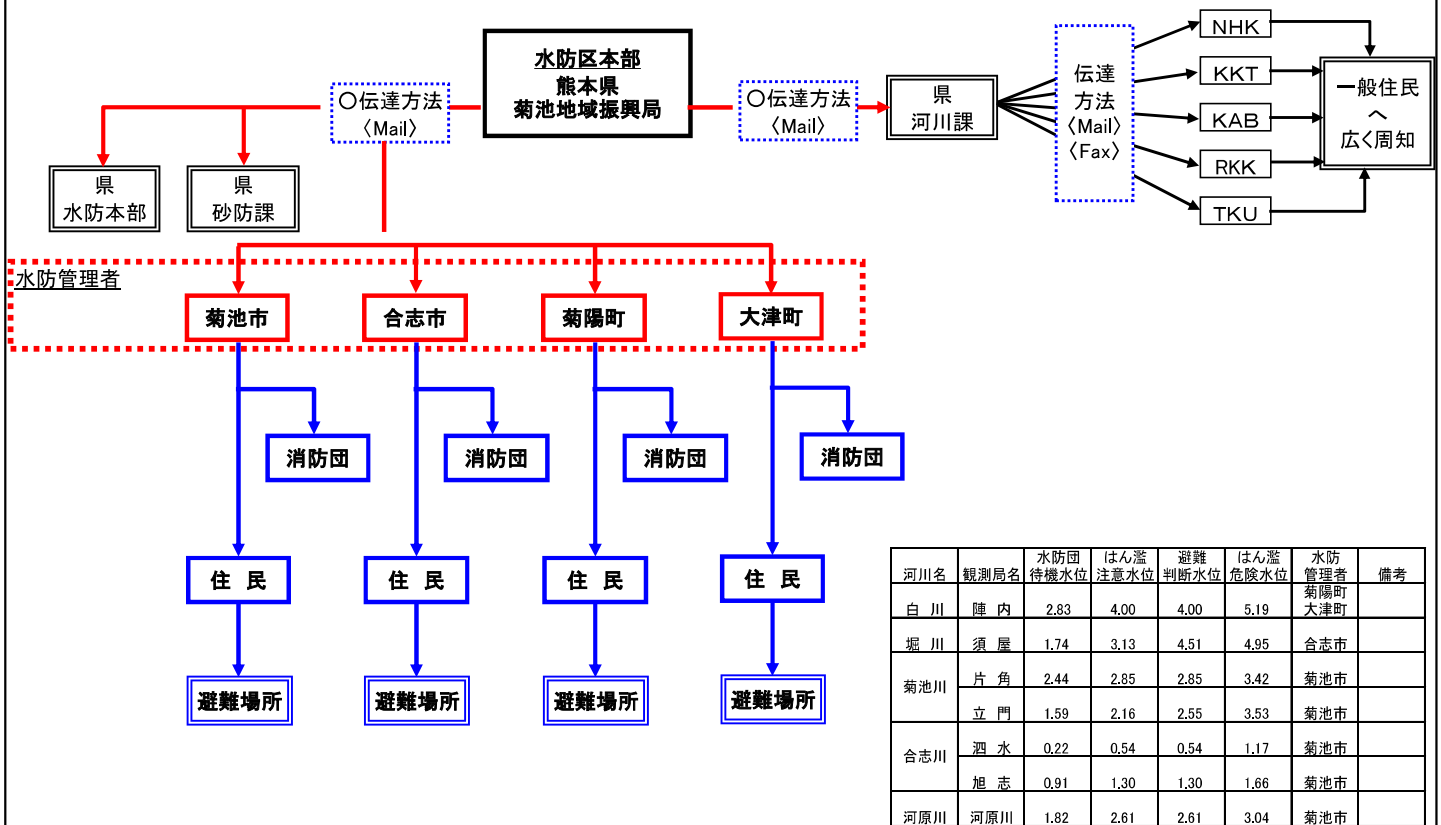 水防区本部
熊本県
菊池地域振興局
〇伝達方法
〈Mail〉
〇伝達方法
〈Mail〉
県
河川課
伝達
方法
〈Mail〉
〈Fax〉
NHK
KKT
KAB
RKK
TKU
一般住民
へ
広く周知
県
水防本部
県
砂防課
水防管理者
菊池市
合志市
菊陽町
大津町
消防団
消防団
消防団
消防団
住 民
住 民
住 民
住 民
避難場所
避難場所
避難場所
避難場所
河川名 観測局名 水防団待機水位 はん濫注意水位 避難判断水位 はん濫危険水位 水防管理者 備考
白 川 陣 内 2.83 4.00 4.00 5.19 菊陽町 大津町
堀 川 須 屋 1.74 3.13 4.51 4.95 合志市
菊池川 片 角 2.44 2.85 2.85 3.42 菊池市
立 門 1.59 2.16 2.55 3.53 菊池市
合志川 泗 水 0.22 0.54 0.54 1.17 菊池市
旭 志 0.91 1.30 1.30 1.66 菊池市
河原川 河原川 1.82 2.61 2.61 3.04 菊池市